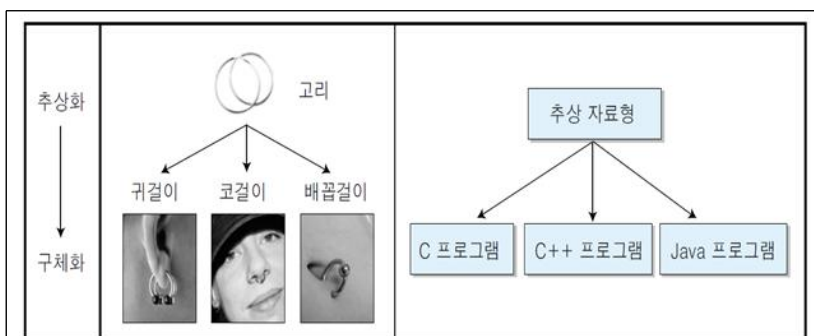 추상화
구체화
고리
귀걸이 코걸이 배꼽걸이
추상 자료형
C 프로그램 C++ 프로그램 Java 프로그램